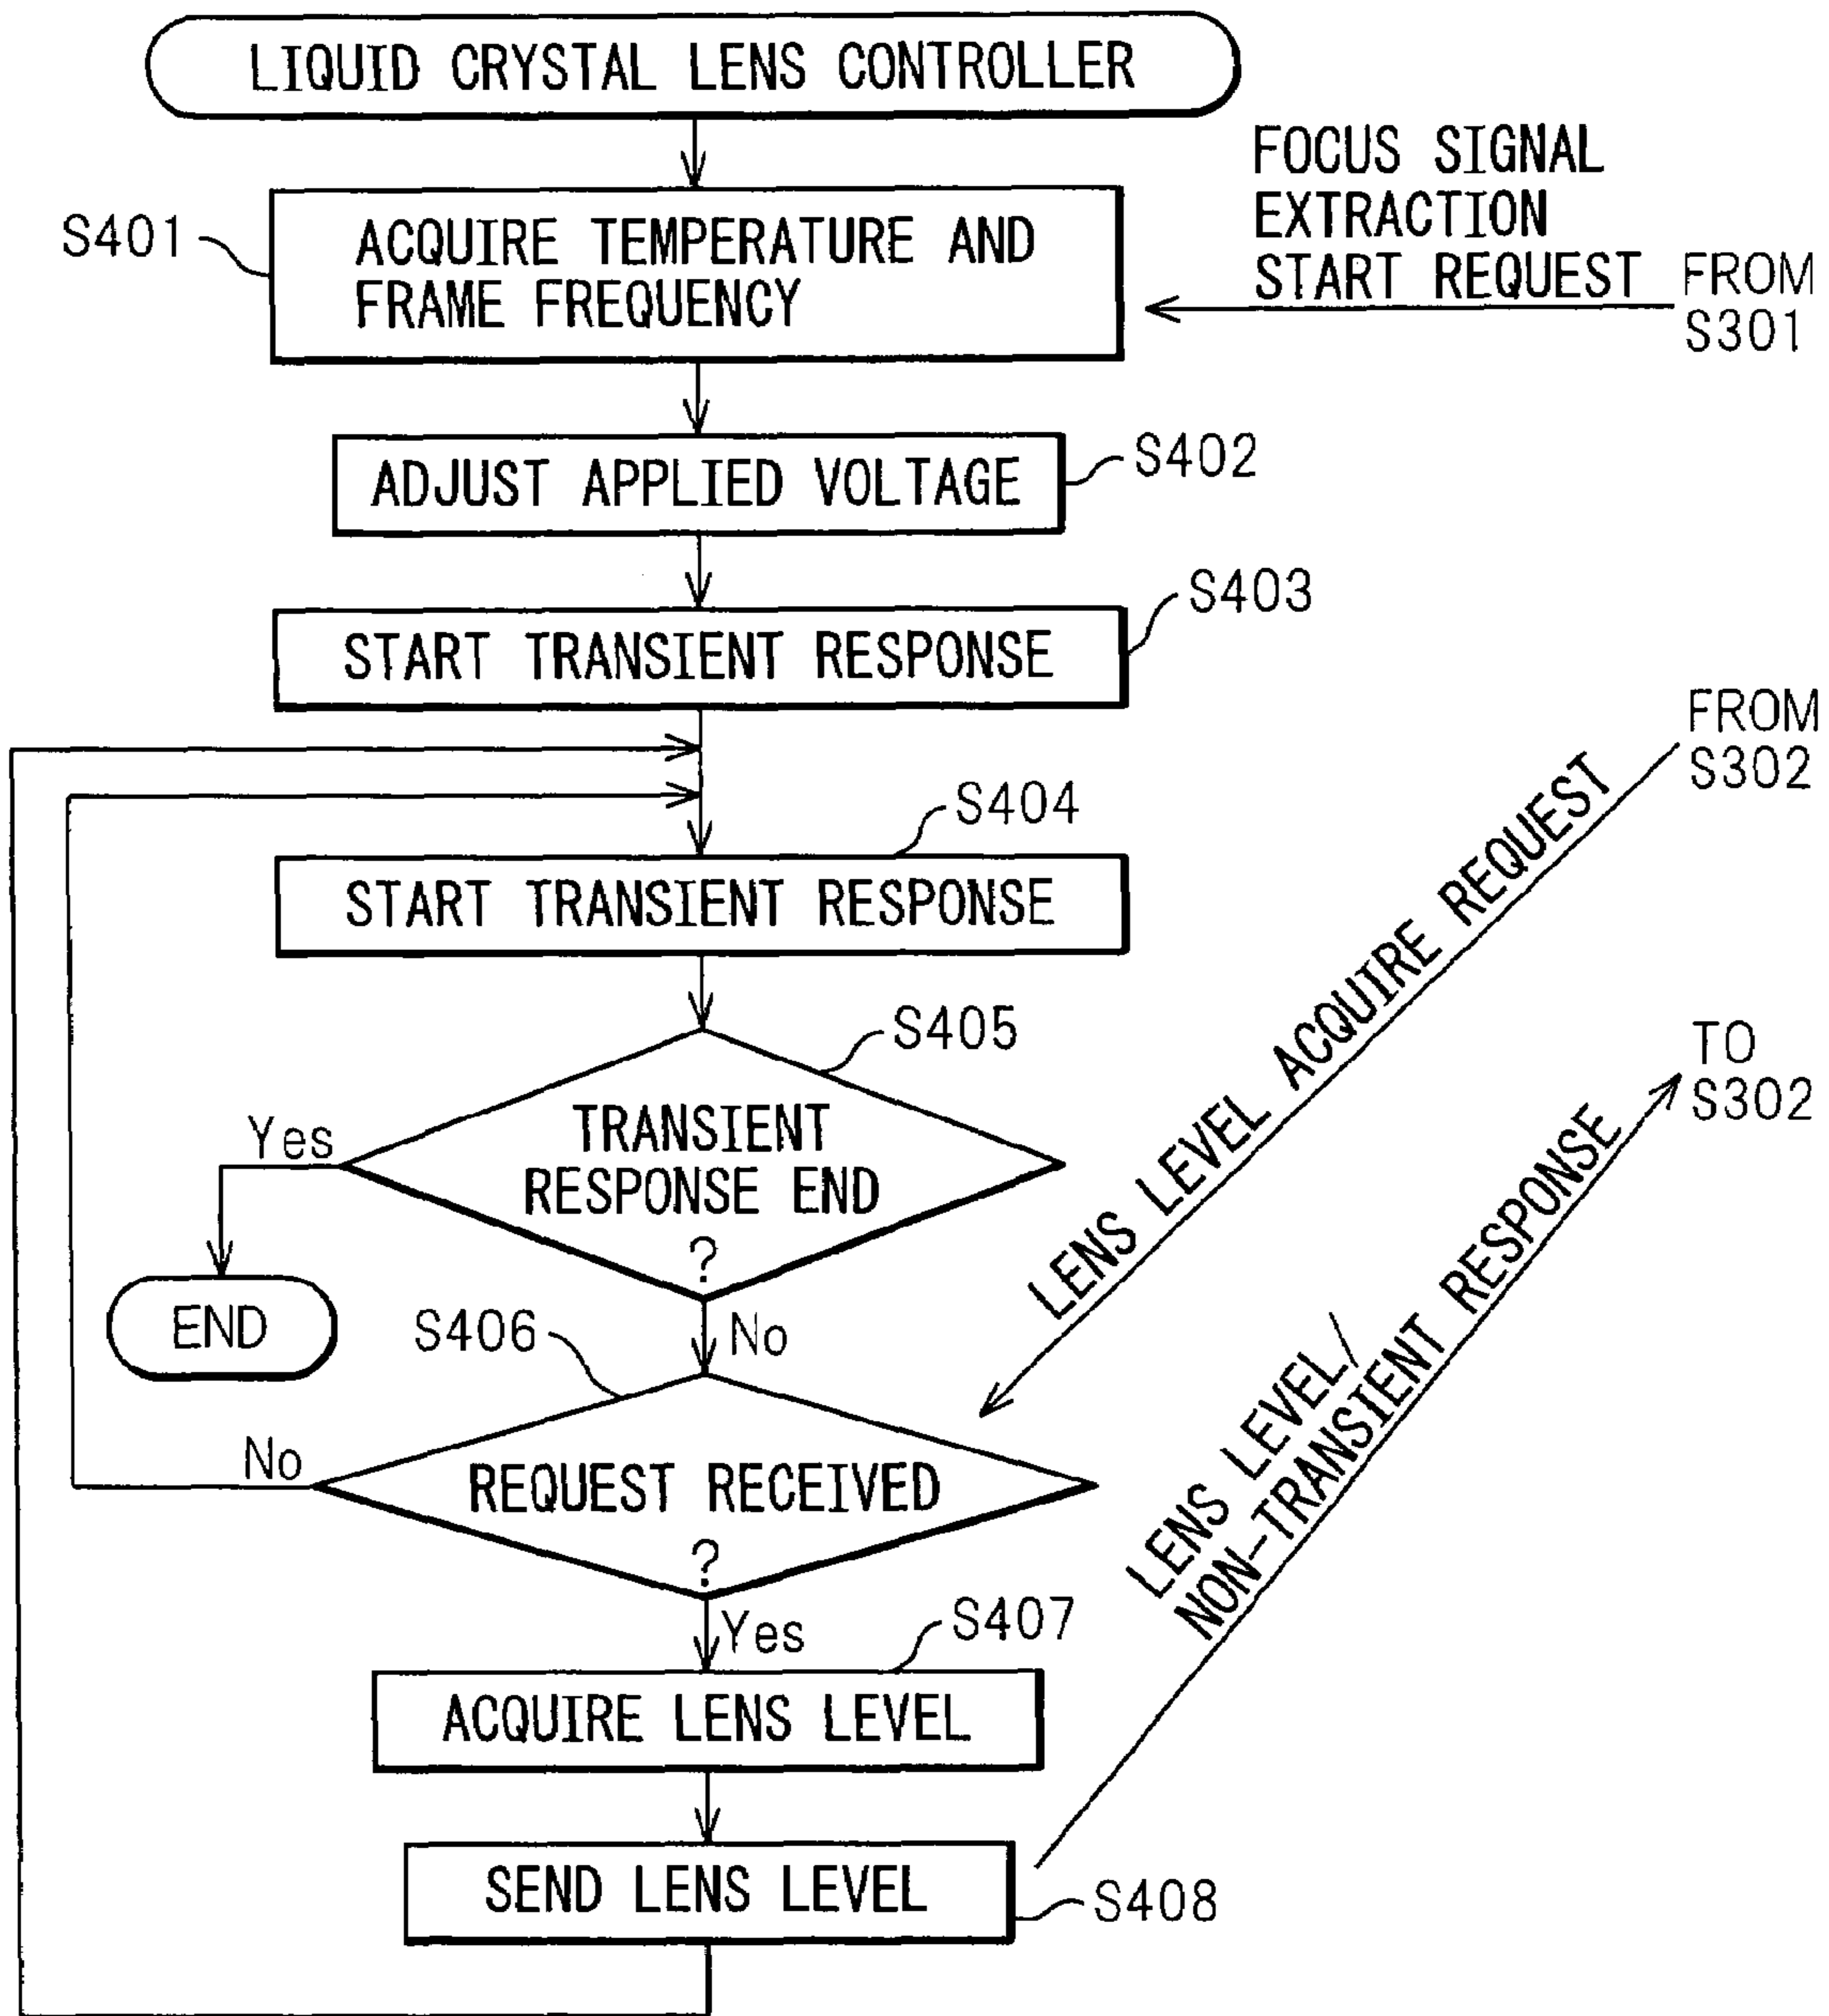 LIQUID CRYSTAL LENS CONTROLLER
FOCUS SIGNAL
EXTRACTION
START REQUEST
FROM
S301
S401
ACQUIRE TEMPERATURE AND
FRAME FREQUENCY
ADJUST APPLIED VOLTAGE
S402
S403
START TRANSIENT RESPONSE
FROM
S302
LENS LEVEL ACQUIRE REQUEST
S404
START TRANSIENT RESPONSE
S405
TO
S302
Yes
TRANSIENT
RESPONSE END
?
END
S406
No
LENS LEVEL/
NON-TRANSIENT RESPONSE
No
REQUEST RECEIVED
?
Yes
S407
ACQUIRE LENS LEVEL
SEND LENS LEVEL
S408